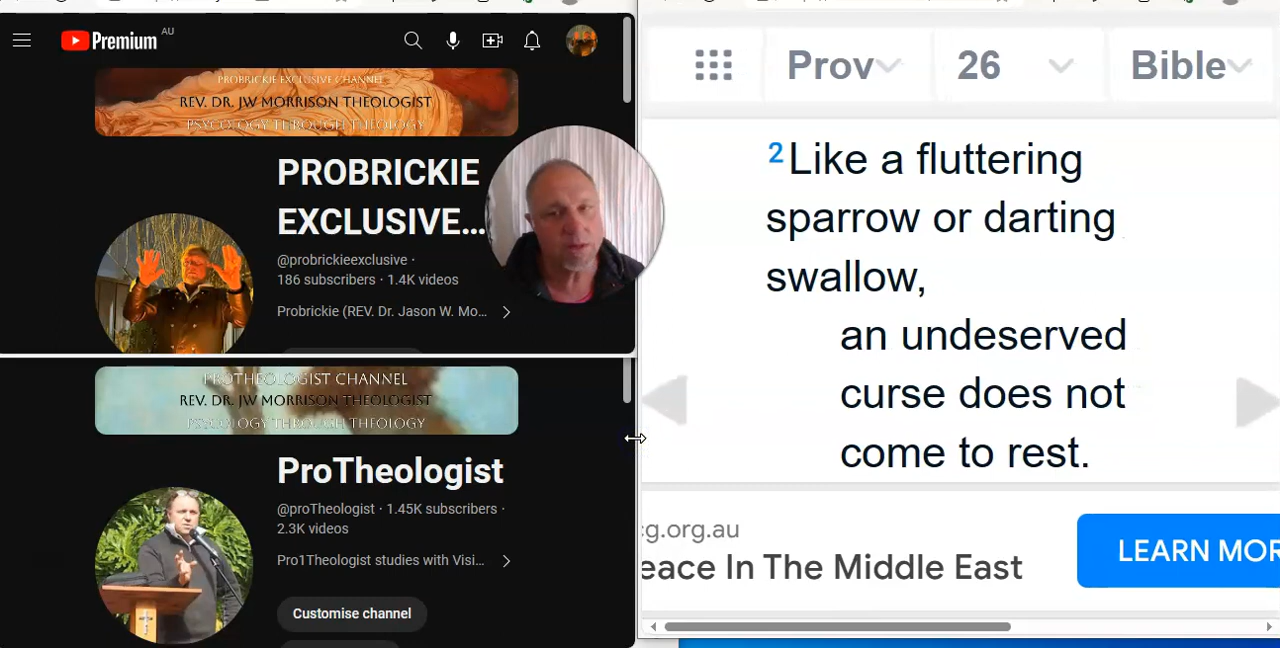 Premium AU
PROBRICKIE EXCLUSIVE CHANNEL
REV. DR. JW MORRISON THEOLOGIST
PSYCOLOGY THROUGH THEOLOGY
PROBRICKIE
EXCLUSIVE...
@probrickieexclusive ·
186 subscribers · 1.4K videos
Probrickie (REV. Dr. Jason W. Mo...
PROTHEOLOGIST CHANNEL
REV. DR. JW MORRISON THEOLOGIST
PSYCOLOGY THROUGH THEOLOGY
ProTheologist
@proTheologist · 1.45K subscribers ·
2.3K videos
Pro1Theologist studies with Visi...
Customise channel
Prov 26 Bible
2Like a fluttering
sparrow or darting
swallow,
an undeserved
curse does not
come to rest.
cg.org.au
eace In The Middle East
LEARN MOR